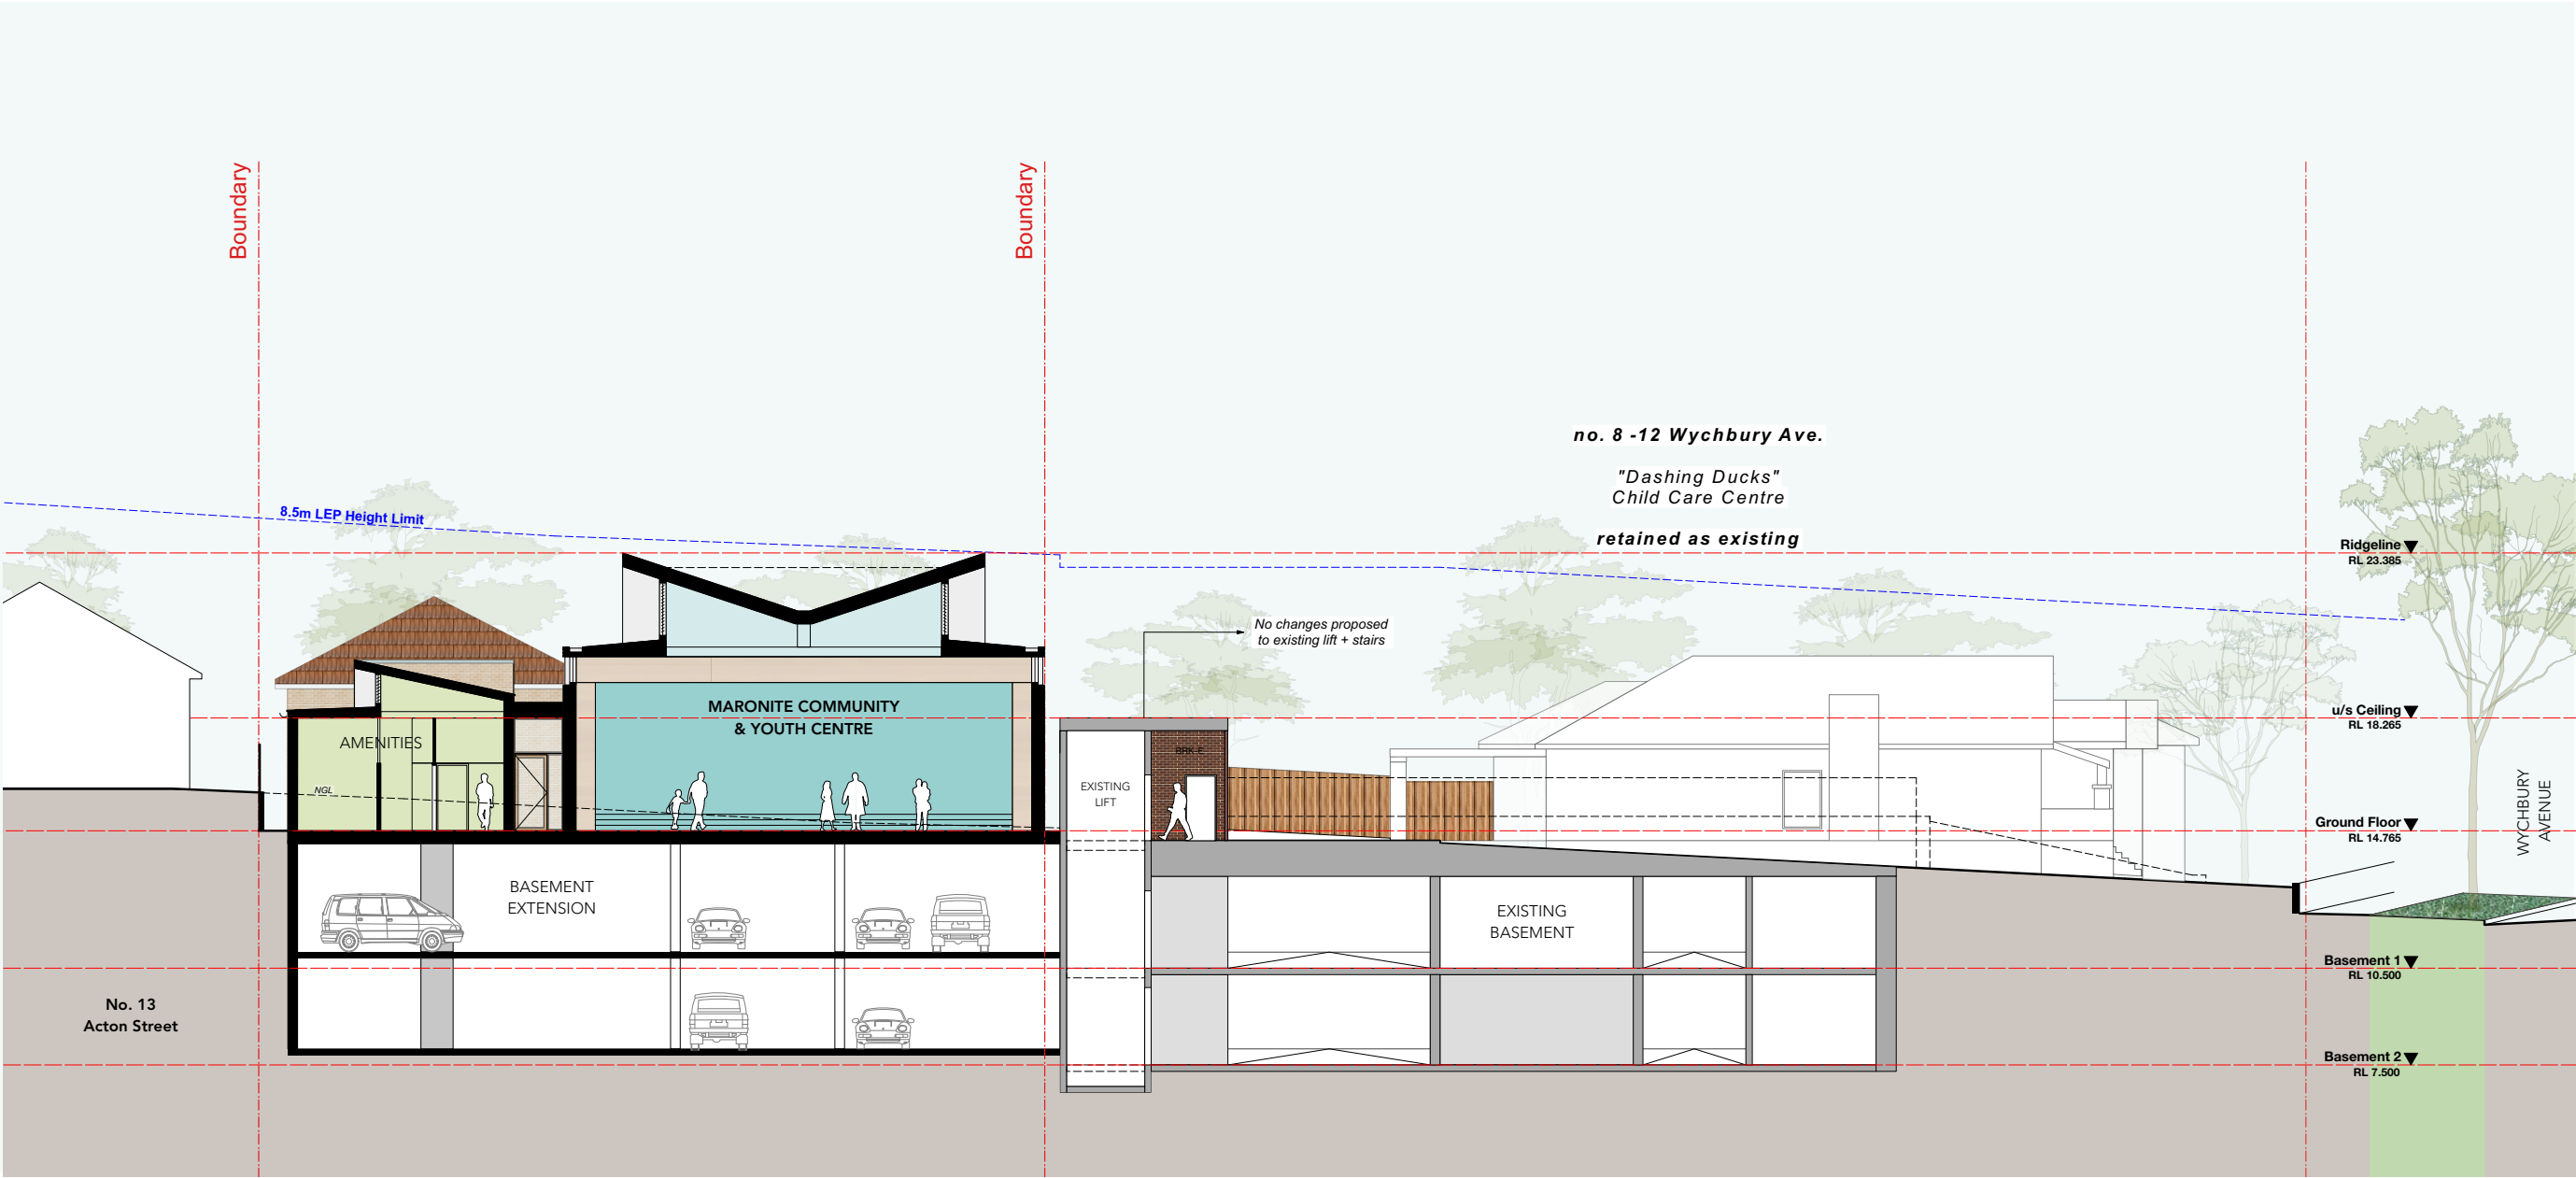 Boundary
Boundary
8.5m LEP Height Limit
no. 8 -12 Wychbury Ave.
"Dashing Ducks"
Child Care Centre
retained as existing
Ridgeline
RL 23.385
No changes proposed
to existing lift + stairs
MARONITE COMMUNITY
& YOUTH CENTRE
u/s Ceiling
RL 18.265
AMENITIES
BRK-E
NGL
EXISTING
LIFT
WYCHBURY
AVENUE
Ground Floor
RL 14.765
BASEMENT
EXTENSION
EXISTING
BASEMENT
Basement 1
RL 10.500
No. 13
Acton Street
Basement 2
RL 7.500